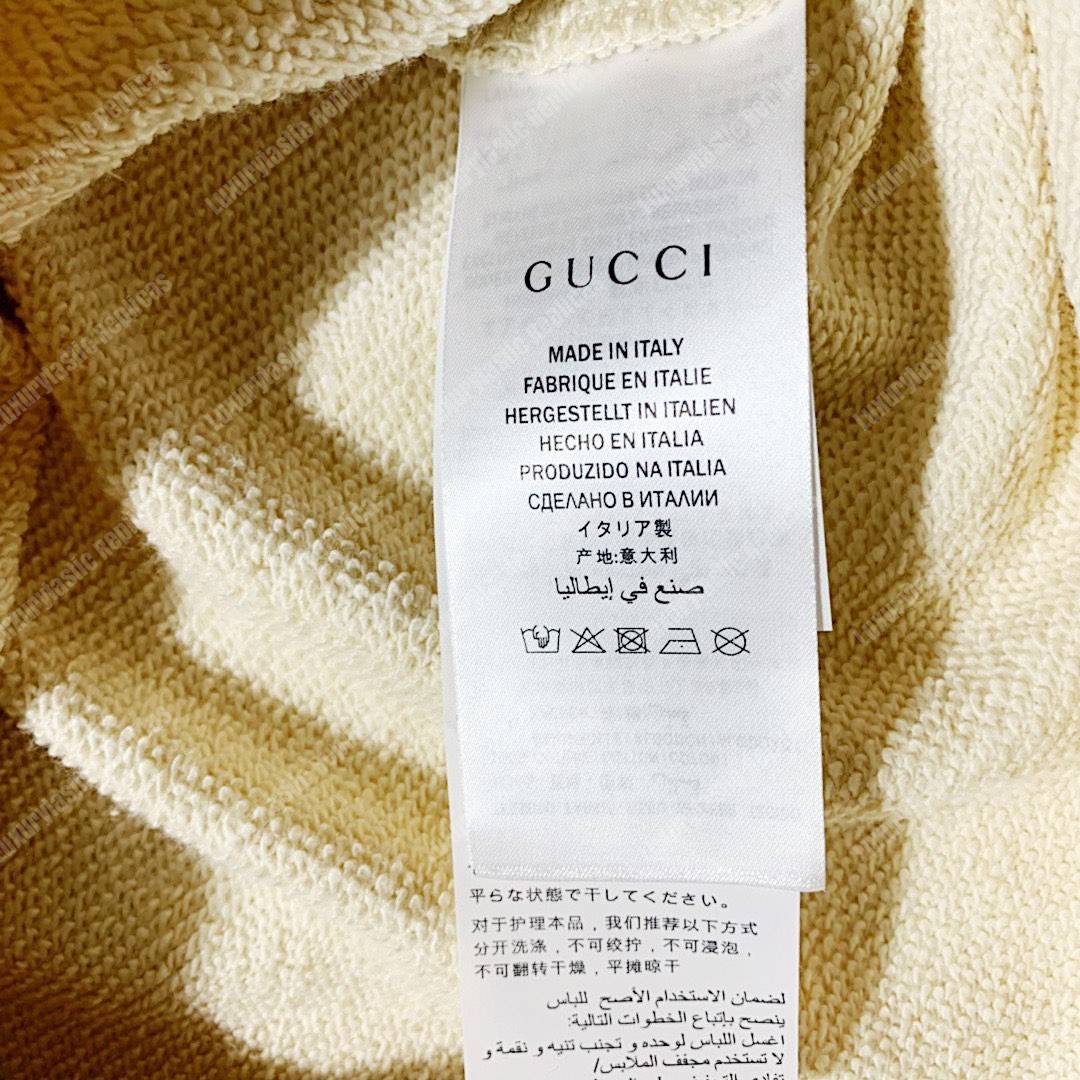 GUCCI
MADE IN ITALY
FABRIQUE EN ITALIE
HERGESTELLT IN ITALIEN
HECHO EN ITALIA
PRODUZIDO NA ITALIA
СДЕЛАНО В ИТАЛИИ
イタリア製
产地:意大利
صنع في إيطاليا
平らな状態で干してください。
对于护理本品，我们推荐以下方式
分开洗涤，不可绞拧，不可浸泡，
不可翻转干燥，平摊晾干
لضمان الاستخدام الأصح للباس
ينصح بإتباع الخطوات التالية:
اغسل اللباس لوحده و تجنب تنيه و نقمة و
لا تستخدم مجفف الملابس/